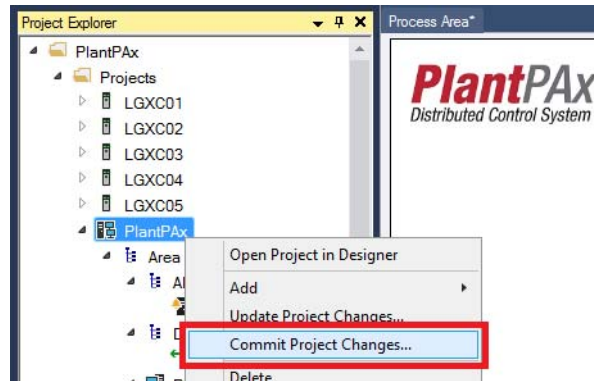 Project Explorer
Process Area*
PlantPAx
Projects
LGXC01
LGXC02
LGXC03
LGXC04
LGXC05
PlantPAx
Area
Open Project in Designer
Add
Update Project Changes...
Commit Project Changes...
Delete
PlantPAx
Distributed Control System